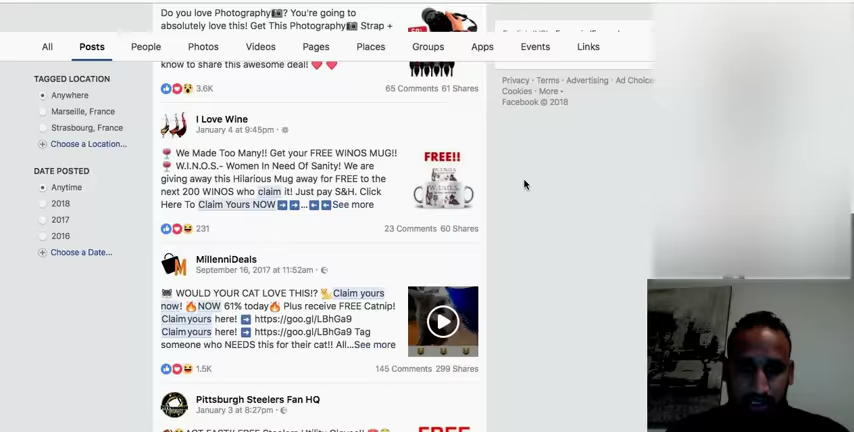 Do you love Photography📷? You're going to
absolutely love this! Get This Photography📷 Strap +
All Posts People Photos Videos Pages Places Groups Apps Events Links
know to share this awesome deal! ❤️ ❤️
3.6K 65 Comments 61 Shares
TAGGED LOCATION
Anywhere
Marseille, France
Strasbourg, France
Choose a Location...
DATE POSTED
Anytime
2018
2017
2016
Choose a Date...
I Love Wine
January 4 at 9:45pm ·
🍷 We Made Too Many!! Get your FREE WINOS MUG!!
🍷 W.I.N.O.S.- Women In Need Of Sanity! We are
giving away this Hilarious Mug away for FREE to the
next 200 WINOS who claim it! Just pay S&H. Click
Here To Claim Yours NOW➡️➡️...⬅️⬅️See more
FREE!!
W.I.N.O.S.
231 23 Comments 60 Shares
MillenniDeals
September 16, 2017 at 11:52am ·
WOULD YOUR CAT LOVE THIS!? Claim yours
now! 🔥NOW 61% today🔥 Plus receive FREE Catnip!
Claim yours here! ➡️ https://goo.gl/LBhGa9
Claim yours here! ➡️ https://goo.gl/LBhGa9 Tag
someone who NEEDS this for their cat!! All...See more
1.5K 145 Comments 299 Shares
Pittsburgh Steelers Fan HQ
January 3 at 8:27pm ·
FREE
Privacy · Terms · Advertising · Ad Choice
Cookies · More
Facebook © 2018